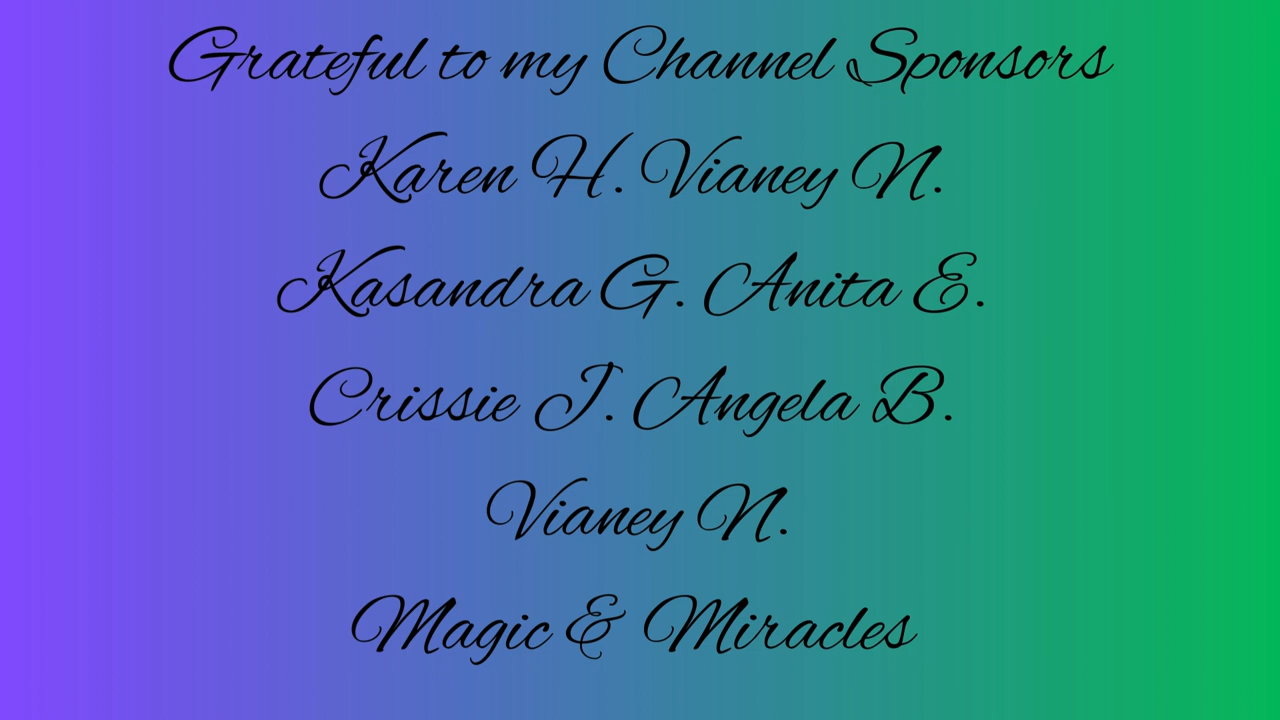 Grateful to my Channel Sponsors
Karen H. Vianey N.
Kasandra G. Anita E.
Crissie J. Angela B.
Vianey N.
Magic & Miracles